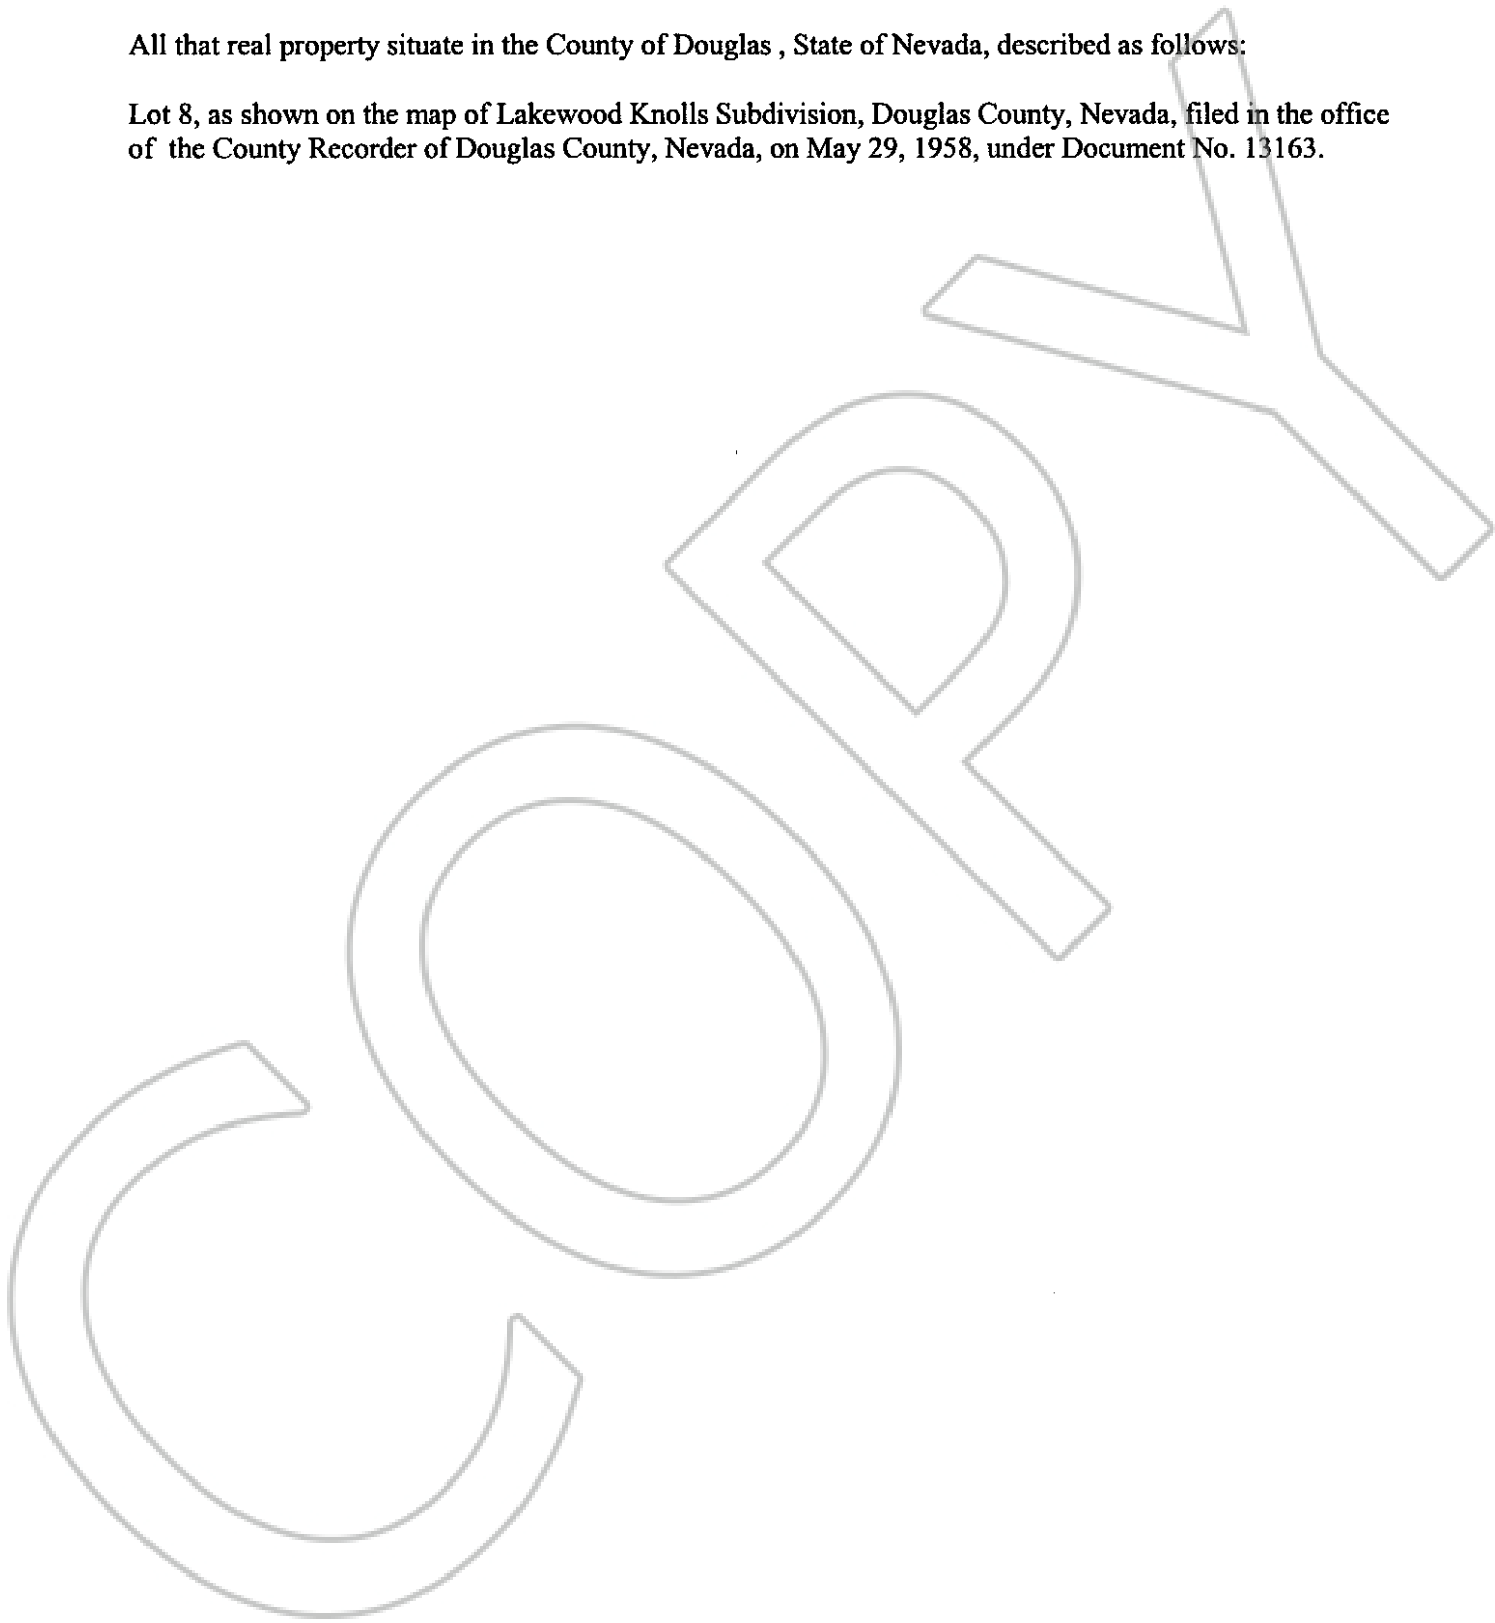 All that real property situate in the County of Douglas , State of Nevada, described as follows:
Lot 8, as shown on the map of Lakewood Knolls Subdivision, Douglas County, Nevada, filed in the office
of the County Recorder of Douglas County, Nevada, on May 29, 1958, under Document No. 13163.
COPY